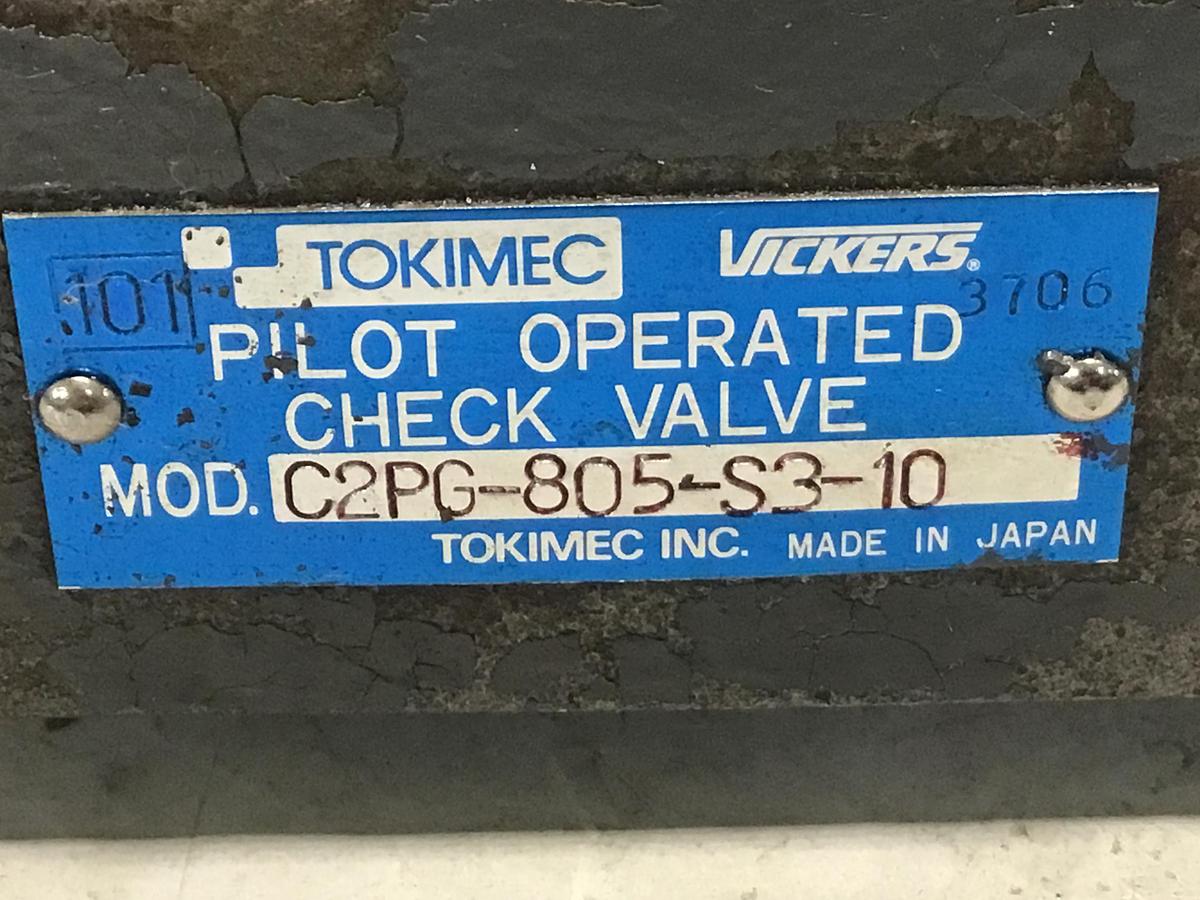 TOKIMEC VICKERS®
101 3706
PILOT OPERATED
CHECK VALVE
MOD. C2PG-805-S3-10
TOKIMEC INC. MADE IN JAPAN